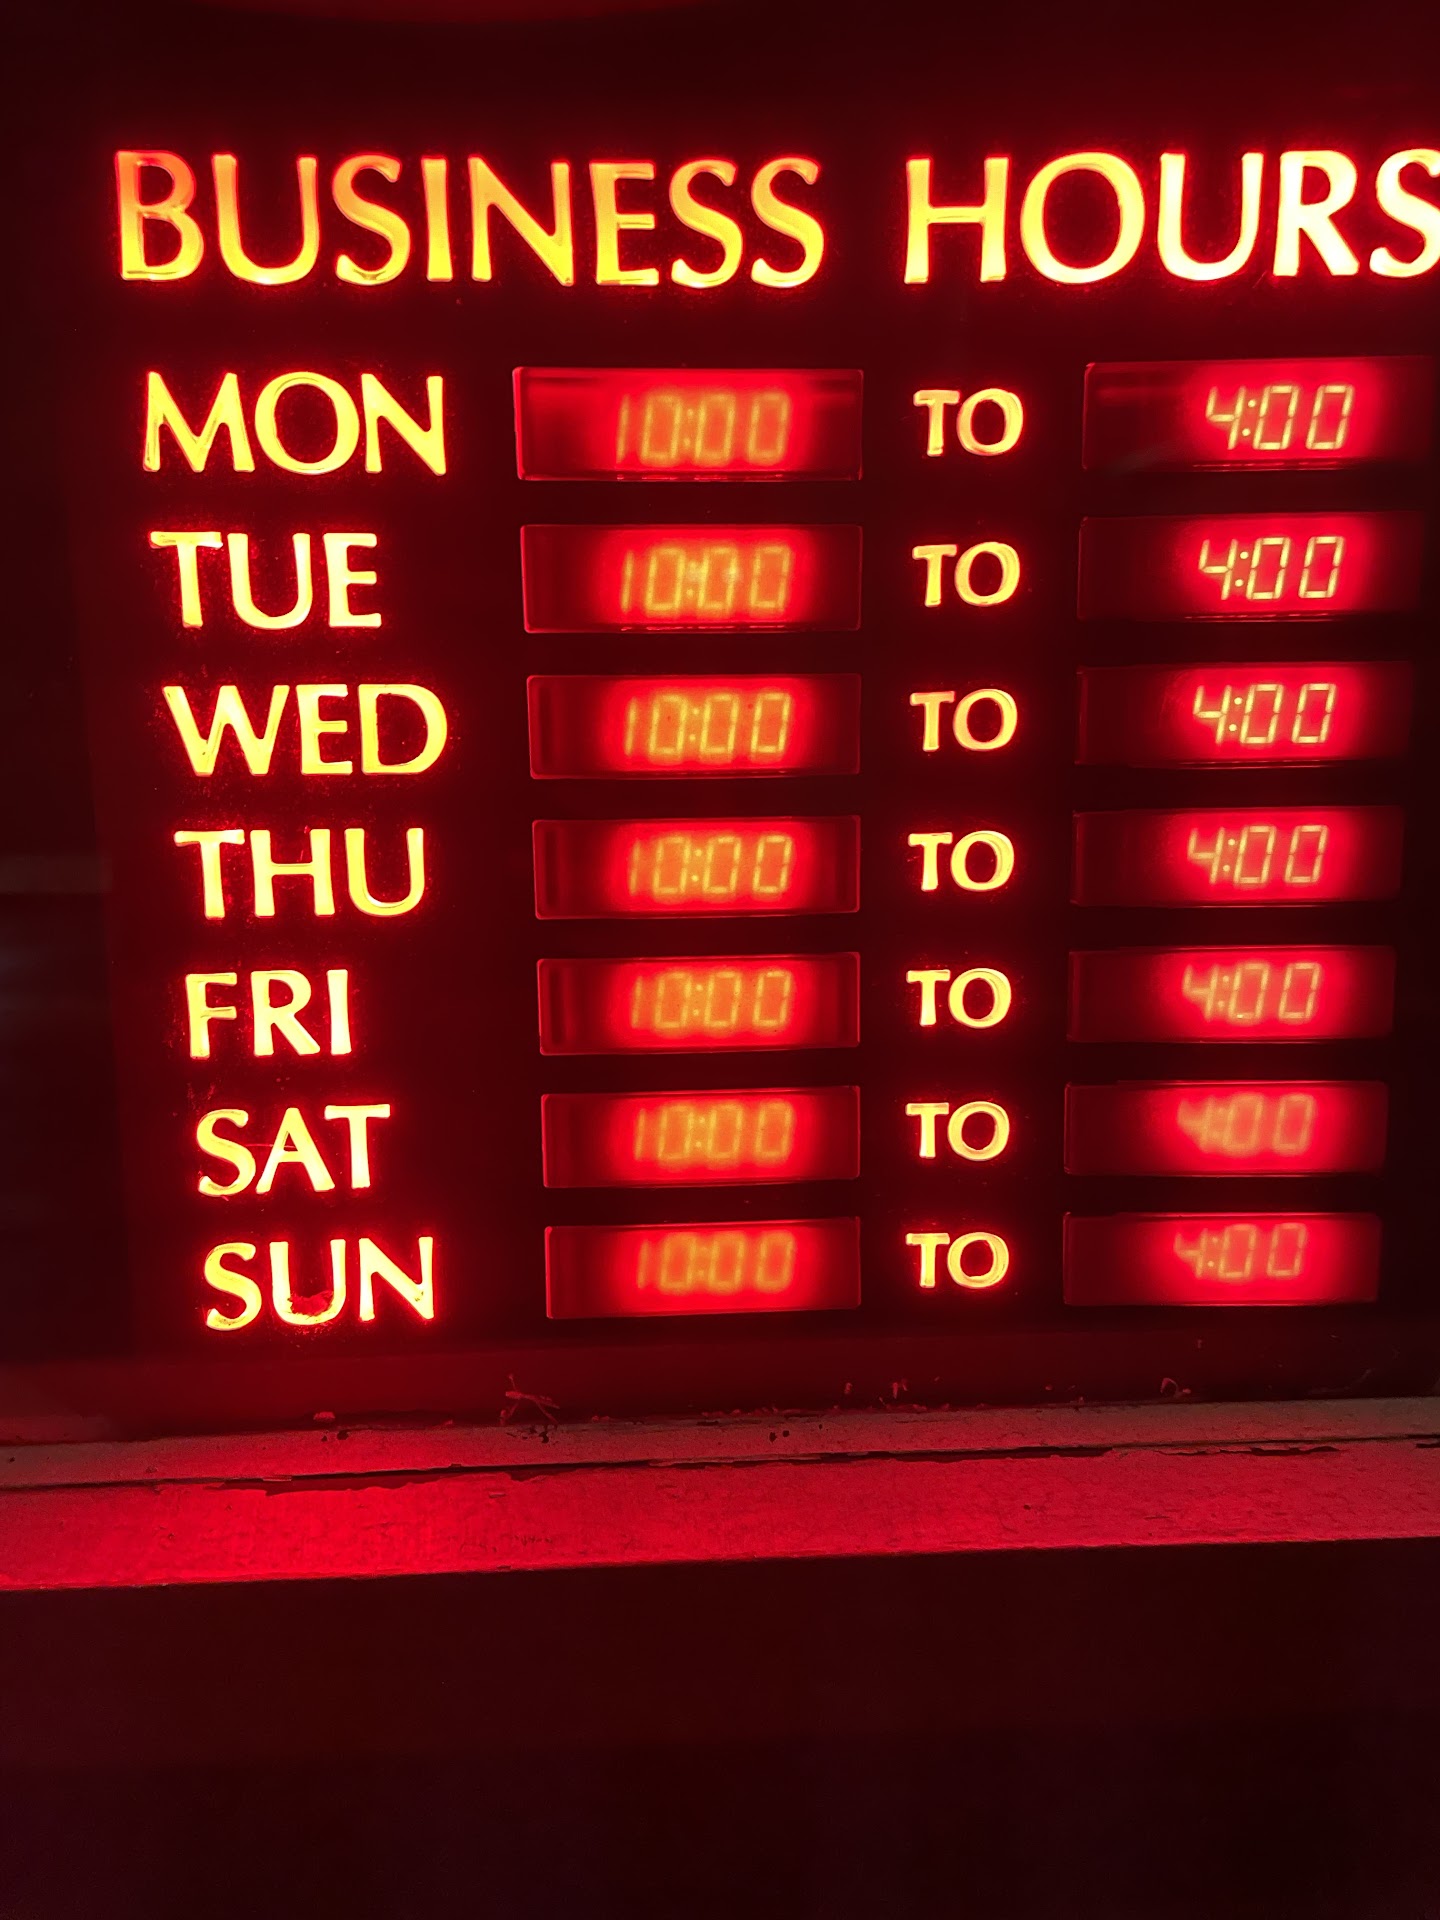 BUSINESS HOURS
MON 10:00 TO 4:00
TUE 10:00 TO 4:00
WED 10:00 TO 4:00
THU 10:00 TO 4:00
FRI 10:00 TO 4:00
SAT 10:00 TO 4:00
SUN 10:00 TO 4:00